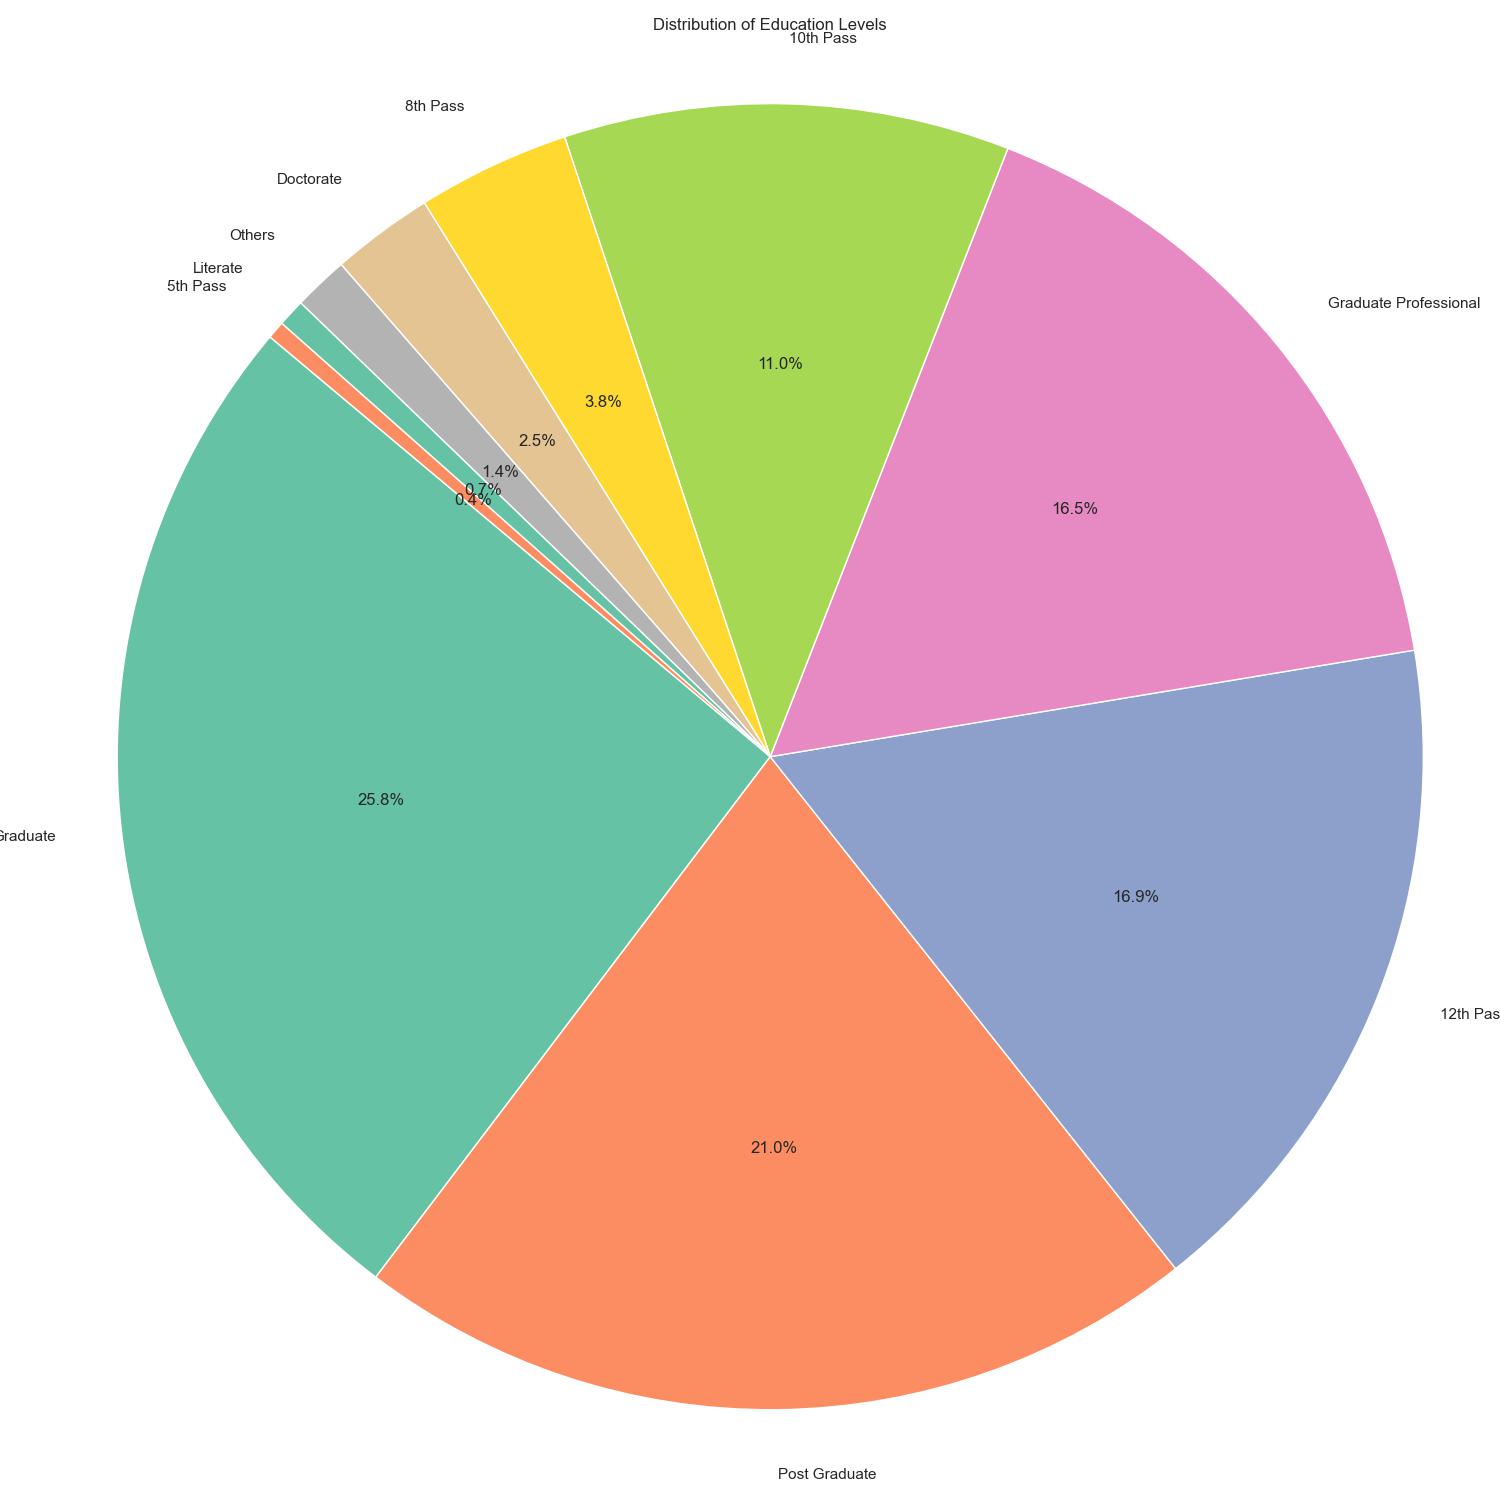 Distribution of Education Levels
10th Pass
8th Pass
Doctorate
Others
Literate
5th Pass
Graduate Professional
11.0%
3.8%
2.5%
1.4%
0.7%
0.4%
16.5%
25.8%
Graduate
16.9%
12th Pas
21.0%
Post Graduate